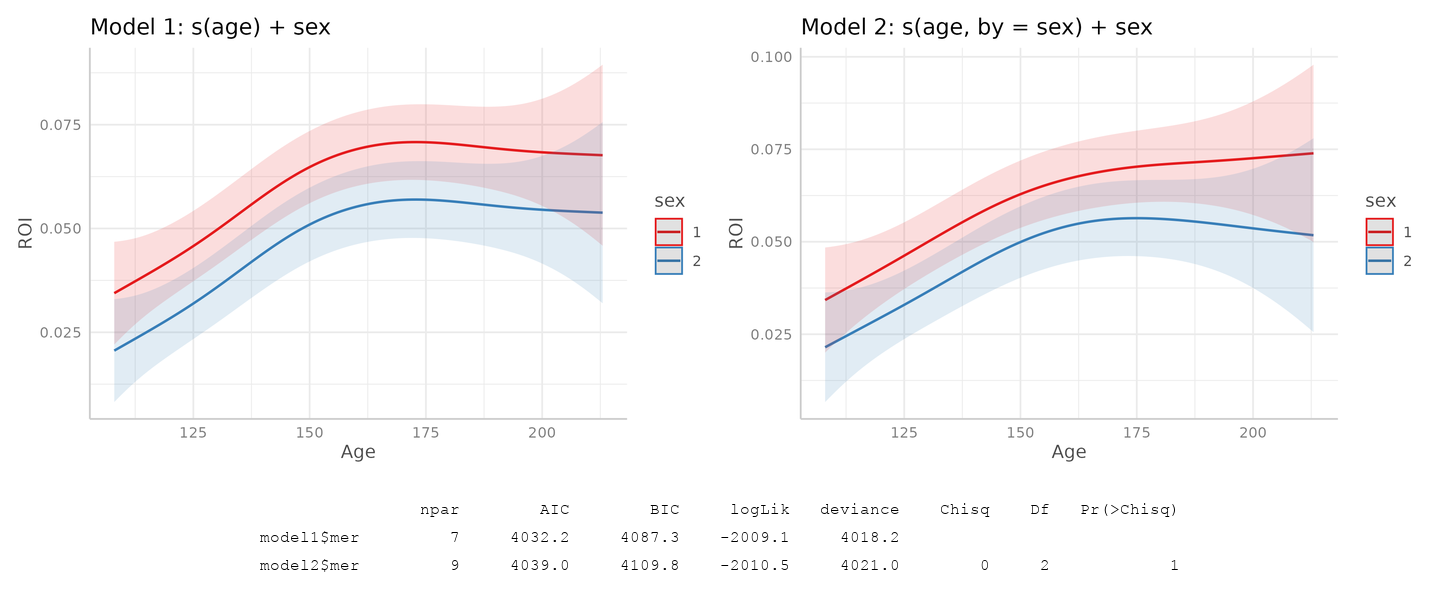 Model 1: s(age) + sex
0.075
0.050
0.025
ROI
125 150 175 200
Age
sex
1
2
Model 2: s(age, by = sex) + sex
0.100
0.075
0.050
0.025
ROI
125 150 175 200
Age
sex
1
2
npar AIC BIC logLik deviance Chisq Df Pr(>Chisq)
model1$mer 7 4032.2 4087.3 -2009.1 4018.2
model2$mer 9 4039.0 4109.8 -2010.5 4021.0 0 2 1